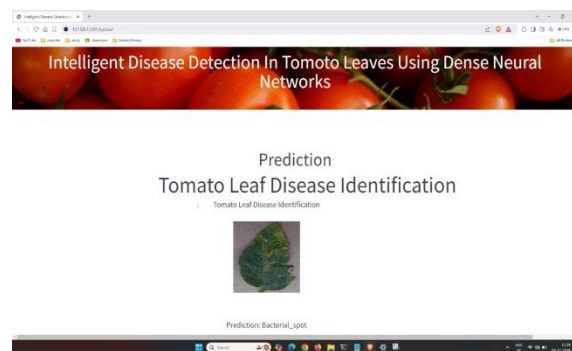 Intelligent Disease Detection In Tomoto Leaves Using Dense Neural
Networks
Prediction
Tomato Leaf Disease Identification
Tomato Leaf Disease Identification
Prediction: Bacterial_spot
Search